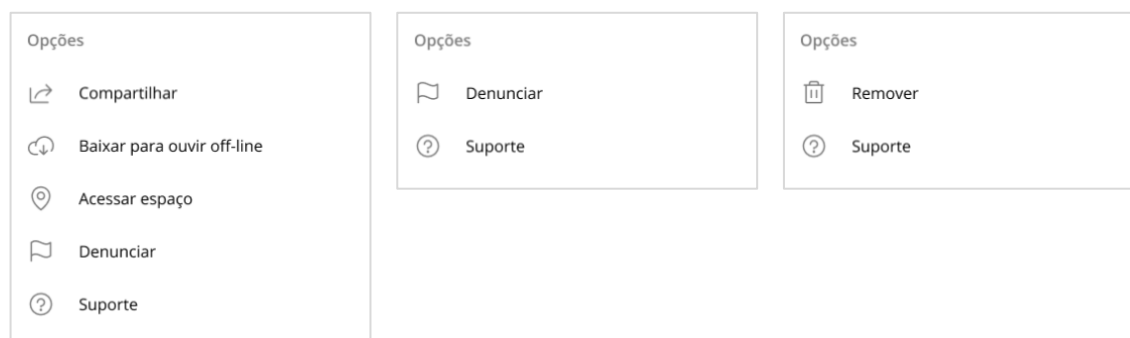 Opções
Compartilhar
Baixar para ouvir off-line
Acessar espaço
Denunciar
Suporte
Opções
Denunciar
Suporte
Opções
Remover
Suporte